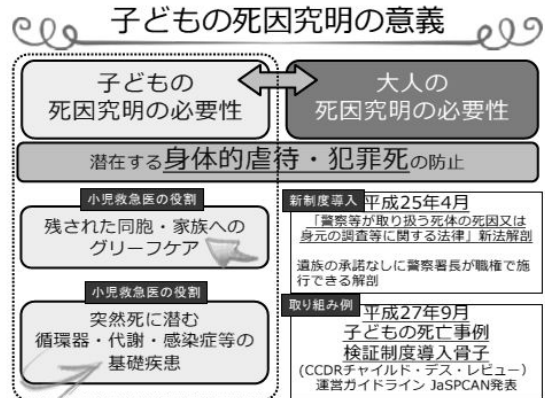 子どもの死因究明の意義
子どもの
死因究明の必要性
大人の
死因究明の必要性
潜在する身体的虐待・犯罪死の防止
小児救急医の役割
残された同胞・家族への
グリーフケア
小児救急医の役割
突然死に潜む
循環器・代謝・感染症等の
基礎疾患
新制度導入
平成25年4月
「警察等が取り扱う死体の死因又は
身元の調査等に関する法律」新法解剖
遺族の承諾なしに警察署長が職権で施
行できる解剖
取り組み例
平成27年9月
子どもの死亡事例
検証制度導入骨子
(CCDRチャイルド・デス・レビュー)
運営ガイドライン JaSPCAN発表